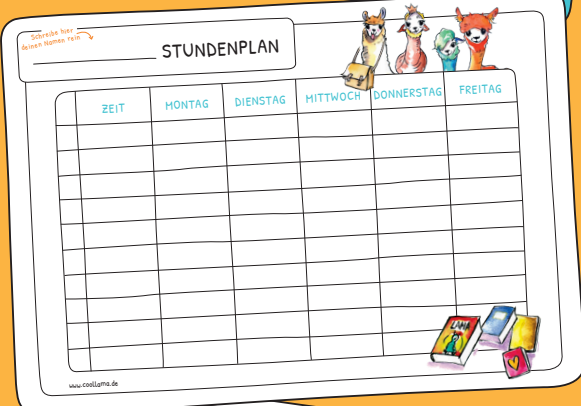 Schreibe hier
deinen Namen rein
STUNDENPLAN
ZEIT MONTAG DIENSTAG MITTWOCH DONNERSTAG FREITAG
LAMA
www.coollama.de